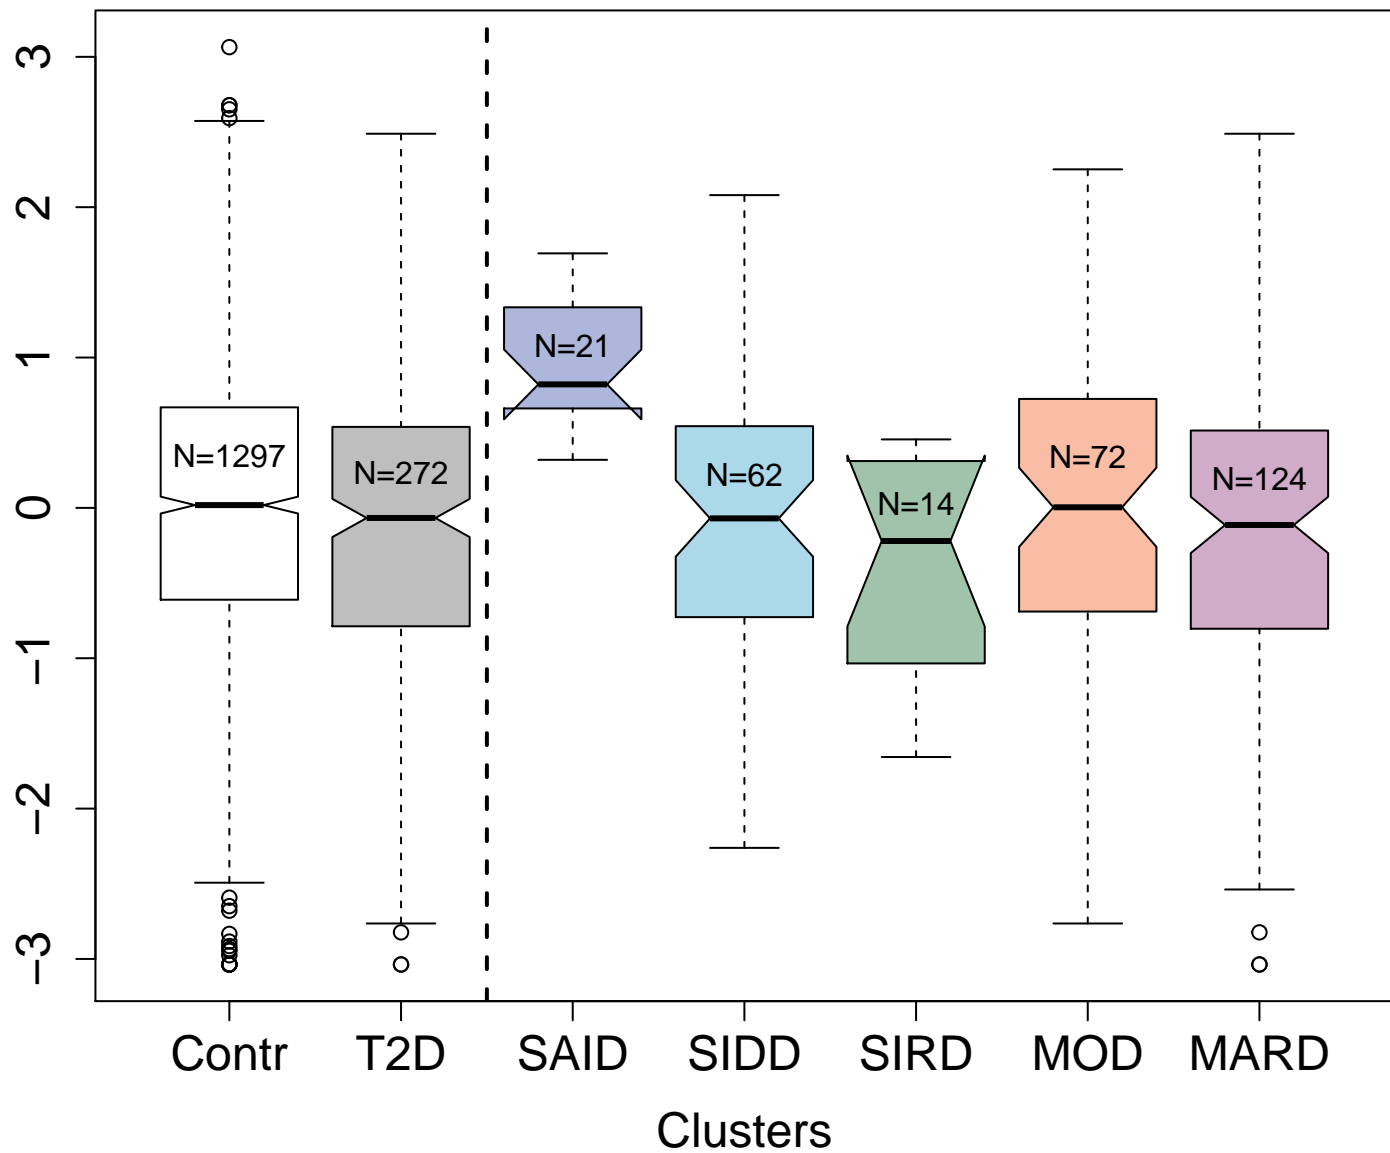 3
2
1
0
−1
−2
−3
N=1297
N=272
N=21
N=62
N=14
N=72
N=124
Contr T2D SAID SIDD SIRD MOD MARD
Clusters